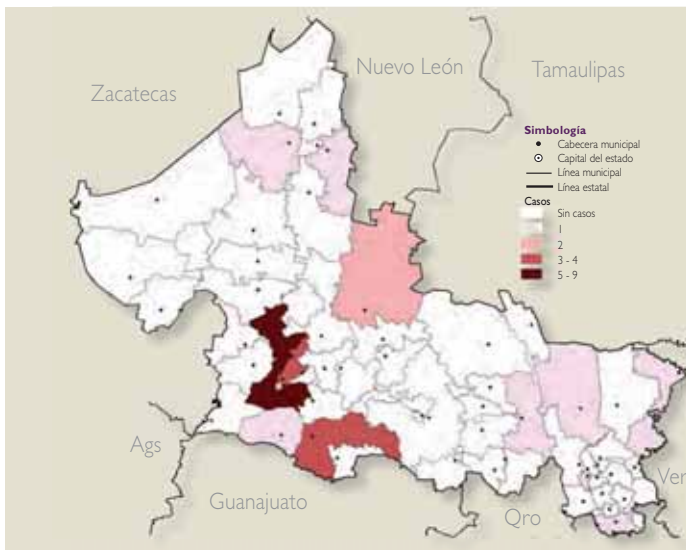 Nuevo León
Tamaulipas
Zacatecas
Simbología
Cabecera municipal
Capital del estado
Línea municipal
Línea estatal
Casos
Sin casos
1
2
3 - 4
5 - 9
Ags
Guanajuato
Qro
Ver